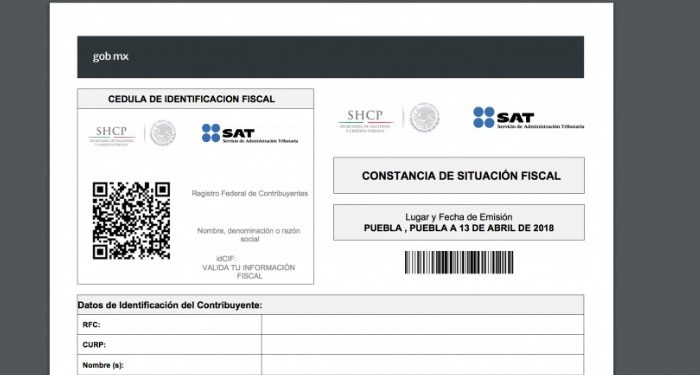 gob mx
CEDULA DE IDENTIFICACION FISCAL
SHCP
SECRETARÍA DE HACIENDA
Y CRÉDITO PÚBLICO
SAT
Servicio de Administración Tributaria
Registro Federal de Contribuyentes
Nombre, denominación o razón
social
idCIF:
VALIDA TU INFORMACIÓN
FISCAL
SHCP
SECRETARÍA DE HACIENDA
Y CRÉDITO PÚBLICO
SAT
Servicio de Administración Tributaria
CONSTANCIA DE SITUACIÓN FISCAL
Lugar y Fecha de Emisión
PUEBLA , PUEBLA A 13 DE ABRIL DE 2018
Datos de Identificación del Contribuyente:
RFC:
CURP:
Nombre (s):